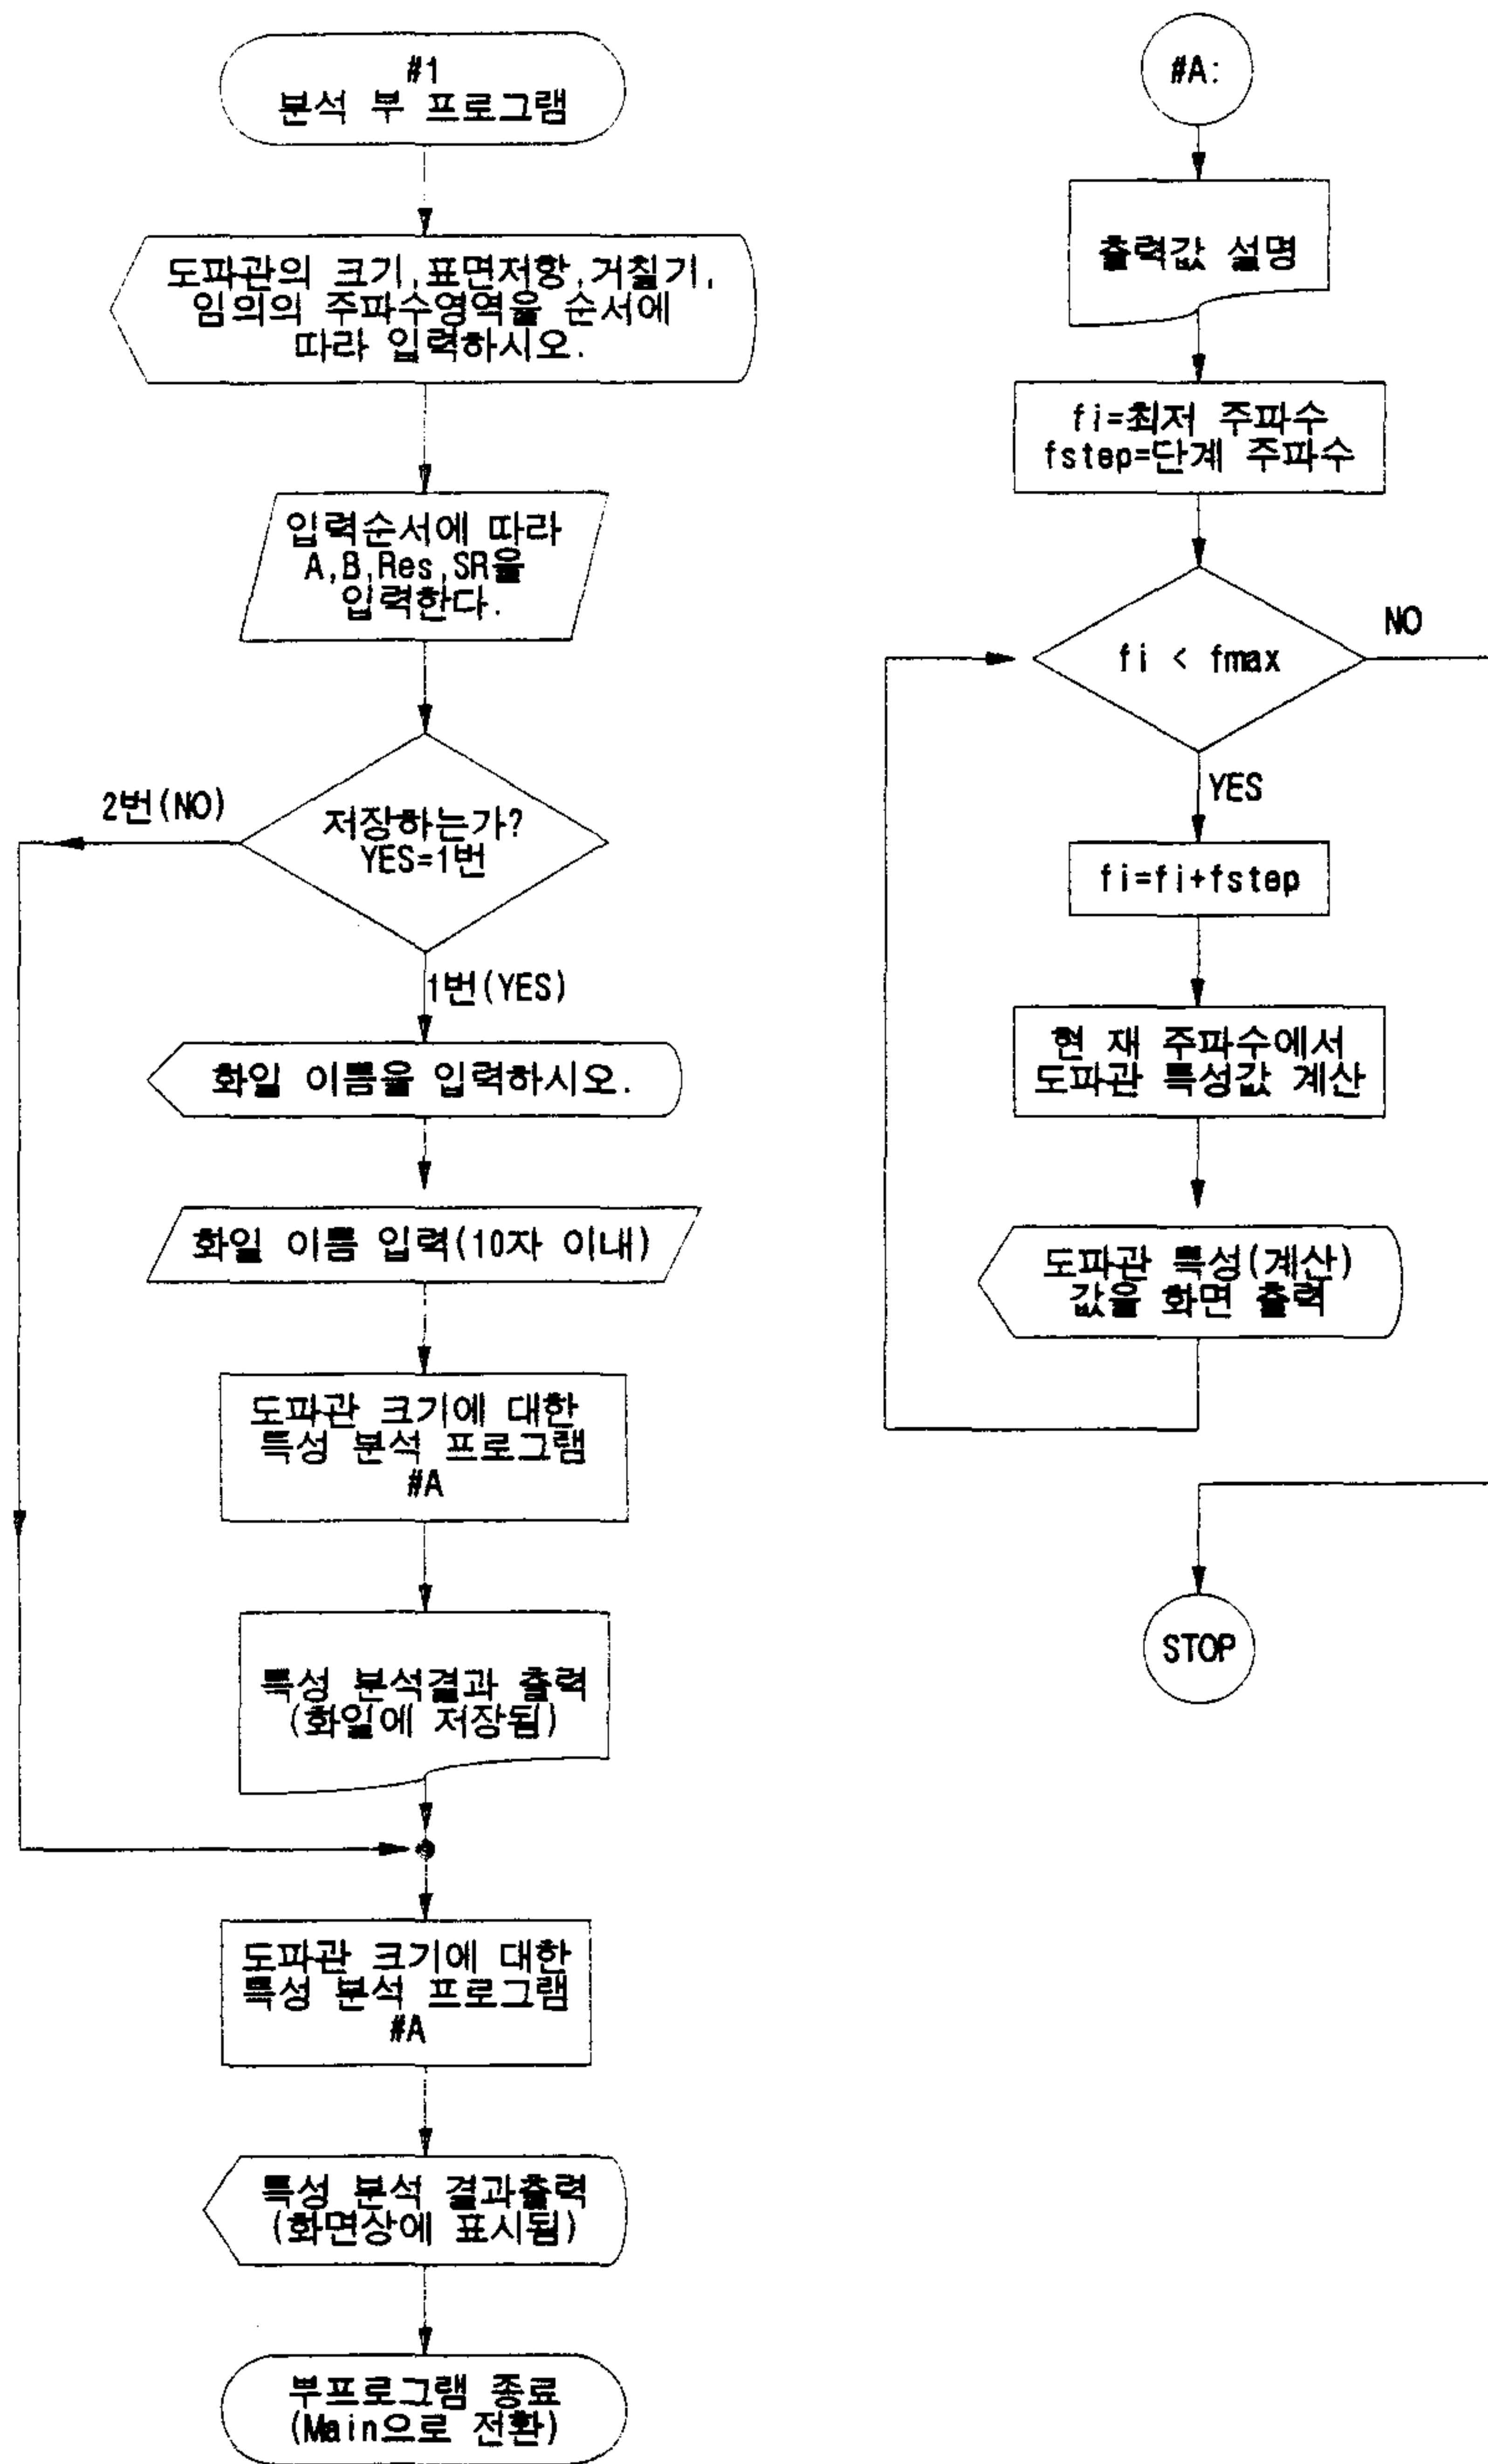 #1
분석 부 프로그램
도파관의 크기,표면저항,거칠기,
임의의 주파수영역을 순서에
따라 입력하시오.
입력순서에 따라
A,B,Res,SR을
입력한다.
저장하는가?
YES=1번
2번(NO)
1번(YES)
화일 이름을 입력하시오.
화일 이름 입력(10자 이내)
도파관 크기에 대한
특성 분석 프로그램
#A
특성 분석결과 출력
(화일에 저장됨)
도파관 크기에 대한
특성 분석 프로그램
#A
특성 분석 결과출력
(화면상에 표시됨)
부프로그램 종료
(Main으로 전환)
#A:
출력값 설명
fi=최저 주파수
fstep=단계 주파수
fi < fmax
NO
YES
fi=fi+fstep
현 재 주파수에서
도파관 특성값 계산
도파관 특성(계산)
값을 화면 출력
STOP